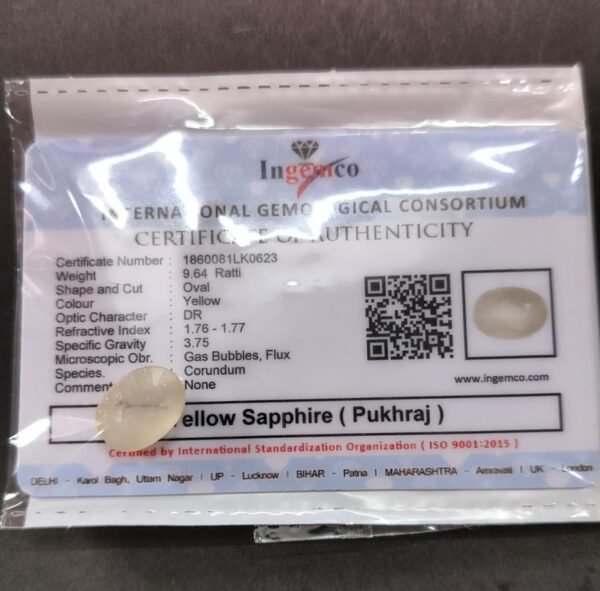 Ingemco
INTERNATIONAL GEMOLOGICAL CONSORTIUM
CERTIFICATE OF AUTHENTICITY
Certificate Number : 1860081LK0623
Weight : 9.64 Ratti
Shape and Cut : Oval
Colour : Yellow
Optic Character : DR
Refractive Index : 1.76 - 1.77
Specific Gravity : 3.75
Microscopic Obr. : Gas Bubbles, Flux
Species. : Corundum
Comment : None
www.ingemco.com
ellow Sapphire ( Pukhraj )
Certified by International Standardization Organization ( ISO 9001:2015 )
DELHI - Karol Bagh, Uttam Nagar | UP - Lucknow | BIHAR - Patna | MAHARASHTRA - Amravati | UK - London